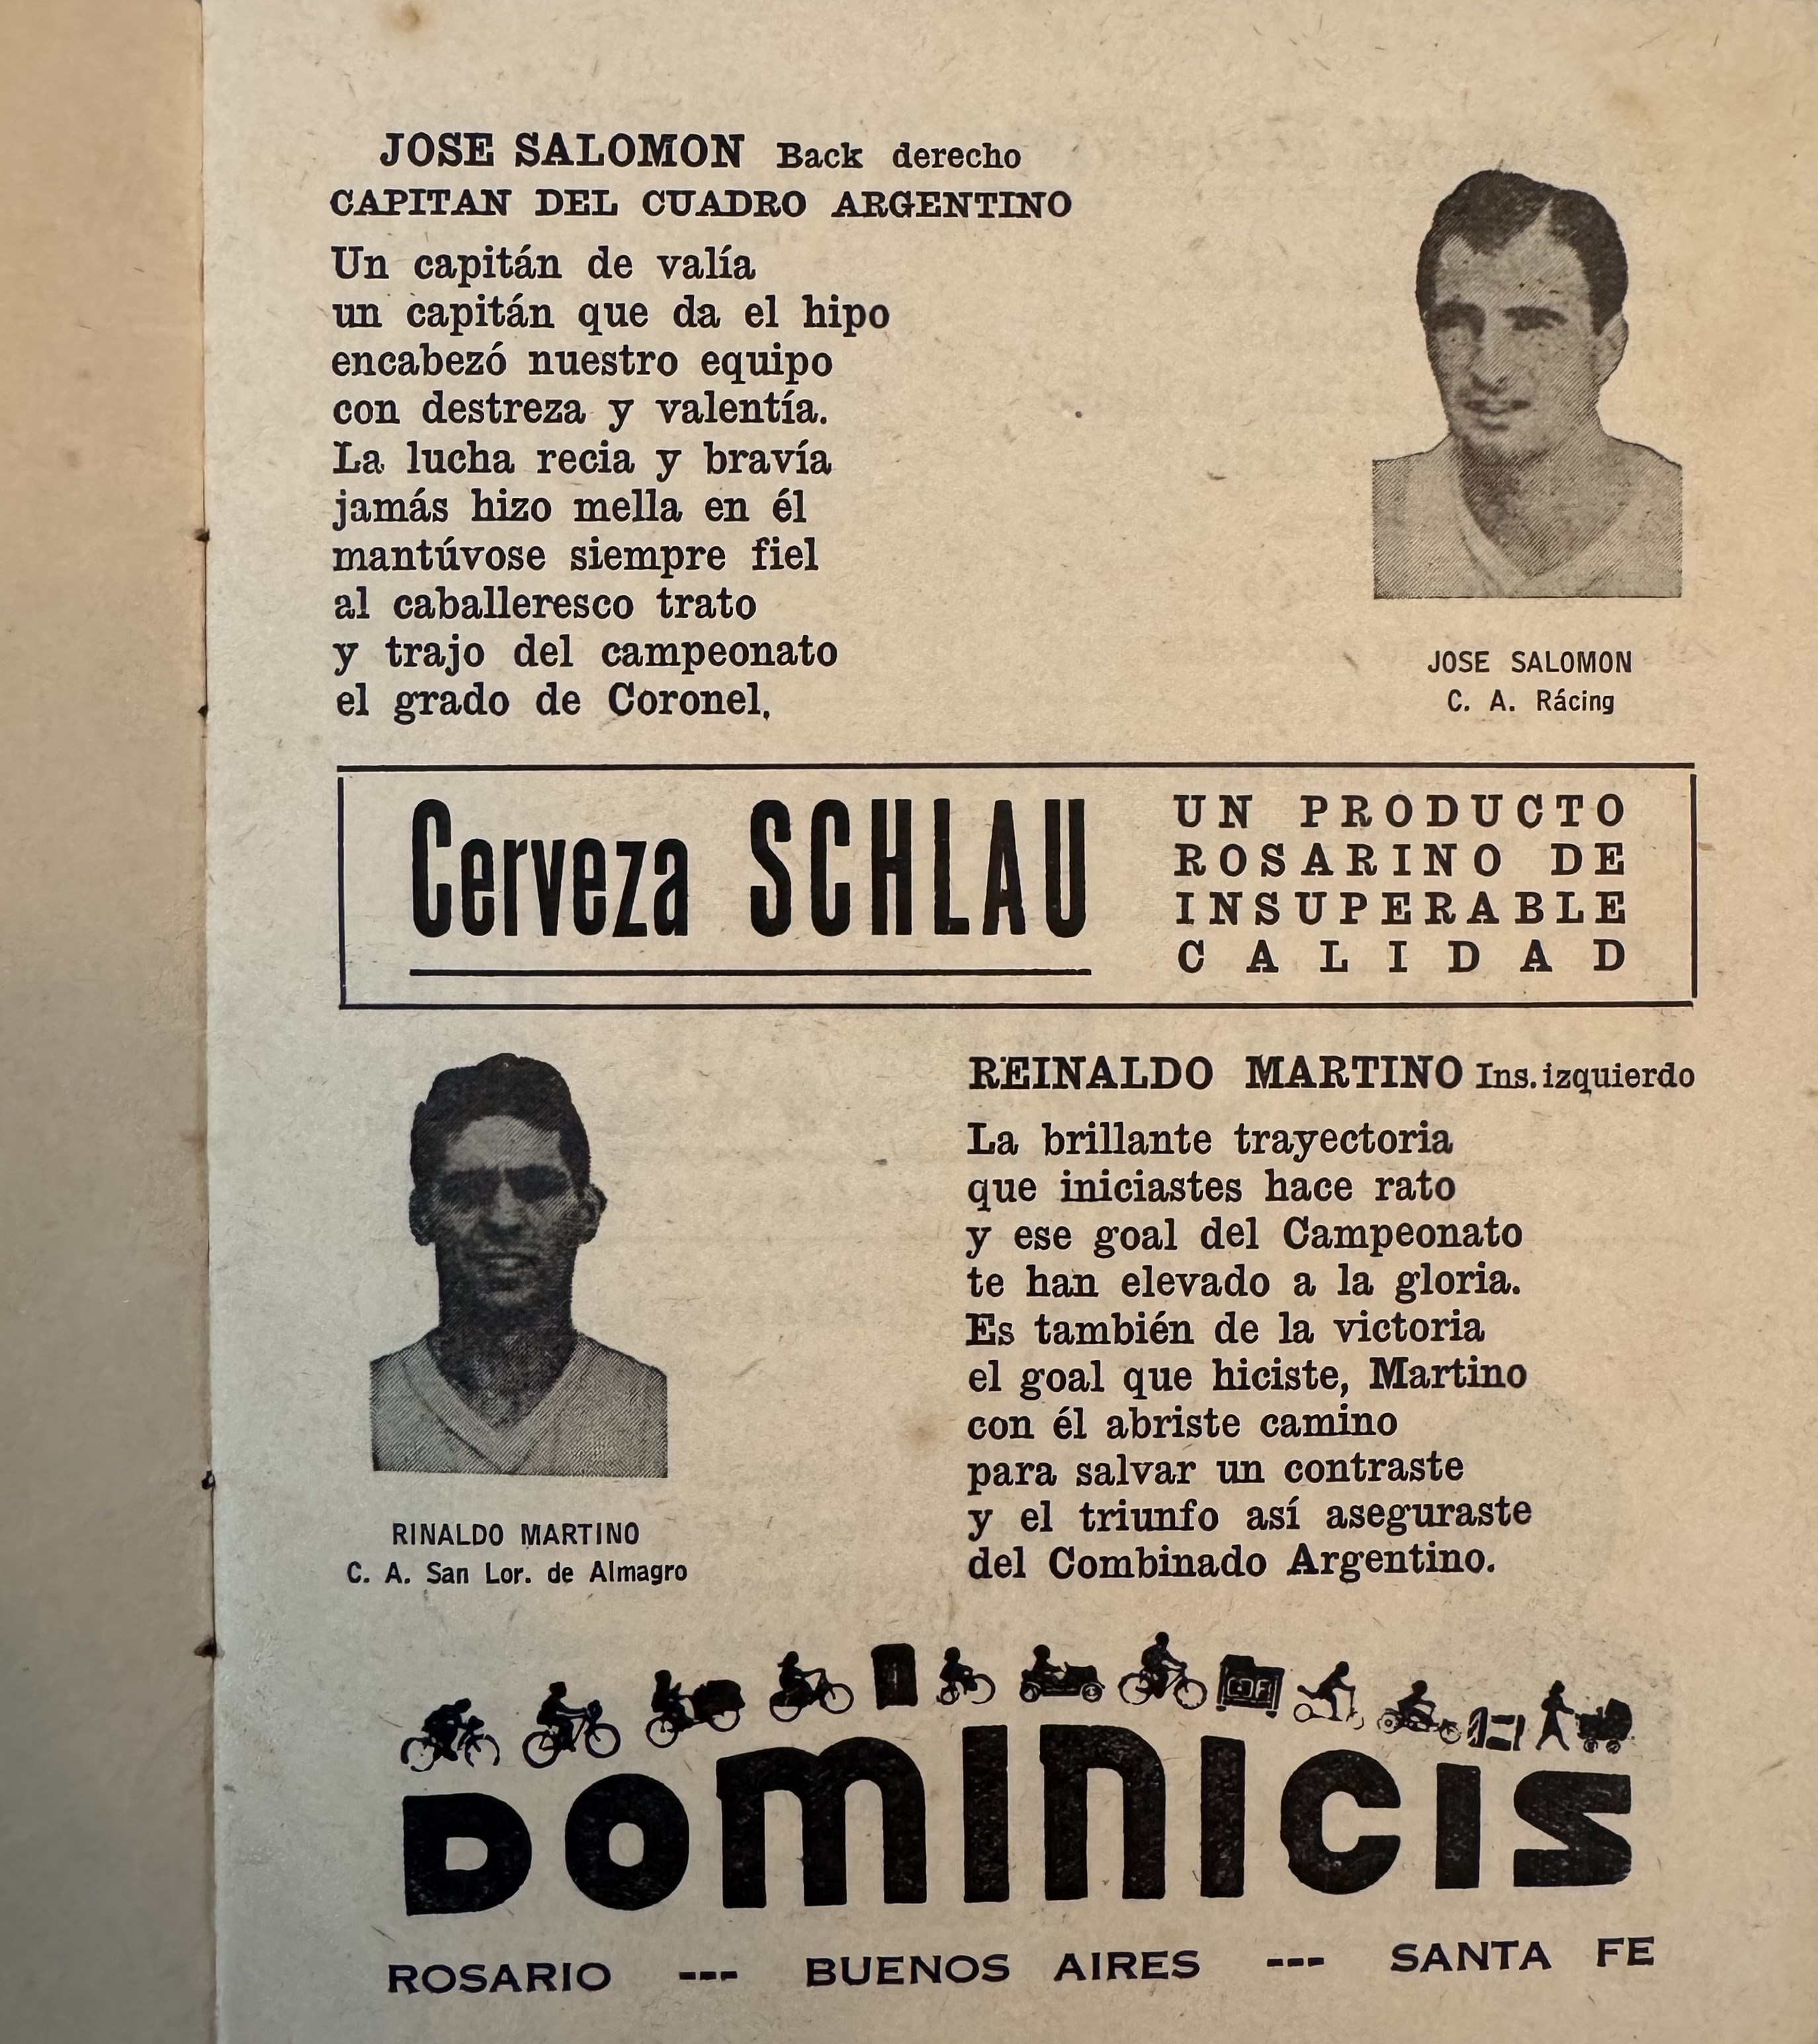 JOSE SALOMON Back derecho
CAPITAN DEL CUADRO ARGENTINO
Un capitán de valía
un capitán que da el hipo
encabezó nuestro equipo
con destreza y valentía.
La lucha recia y bravía
jamás hizo mella en él
mantúvose siempre fiel
al caballeresco trato
y trajo del campeonato
el grado de Coronel,
JOSE SALOMON
C. A. Rácing
Cerveza SCHLAU
UN PRODUCTO
ROSARINO DE
INSUPERABLE
CALIDAD
REINALDO MARTINO Ins. izquierdo
La brillante trayectoria
que iniciastes hace rato
y ese goal del Campeonato
te han elevado a la gloria.
Es también de la victoria
el goal que hiciste, Martino
con él abriste camino
para salvar un contraste
y el triunfo así aseguraste
del Combinado Argentino.
RINALDO MARTINO
C. A. San Lor. de Almagro
DOMINICIS
ROSARIO --- BUENOS AIRES --- SANTA FE